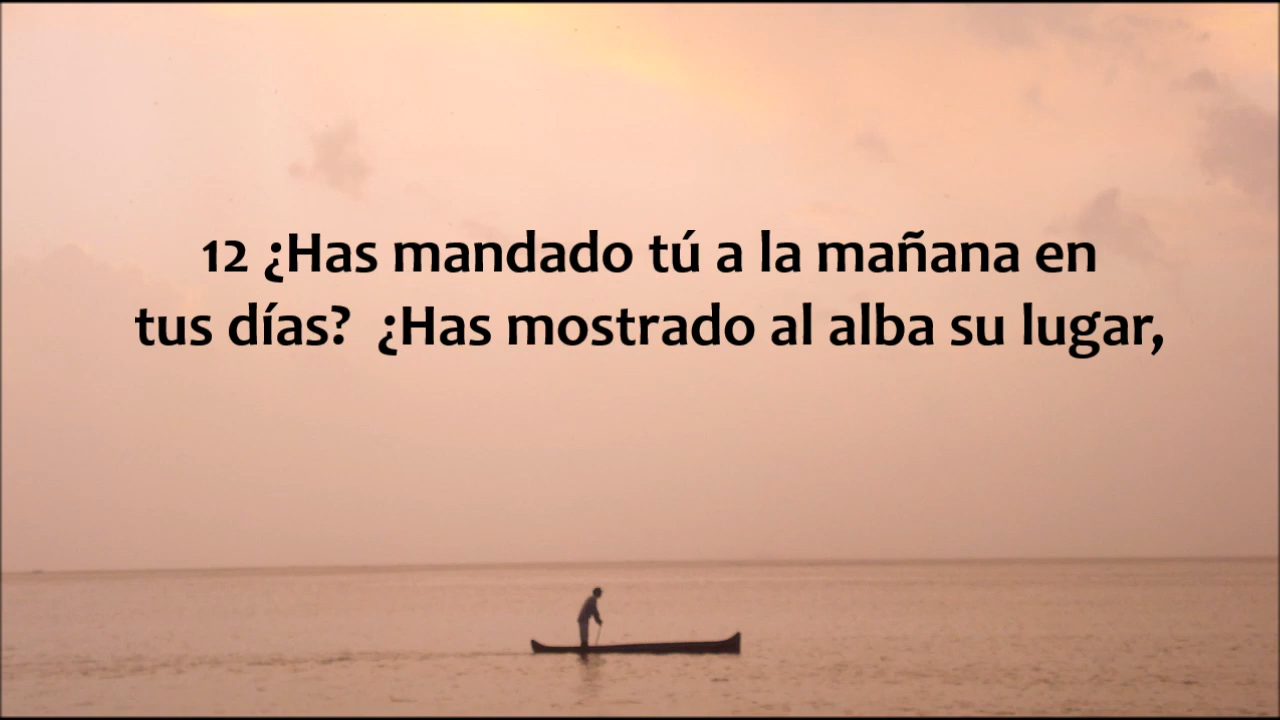 12 ¿Has mandado tú a la mañana en
tus días?  ¿Has mostrado al alba su lugar,